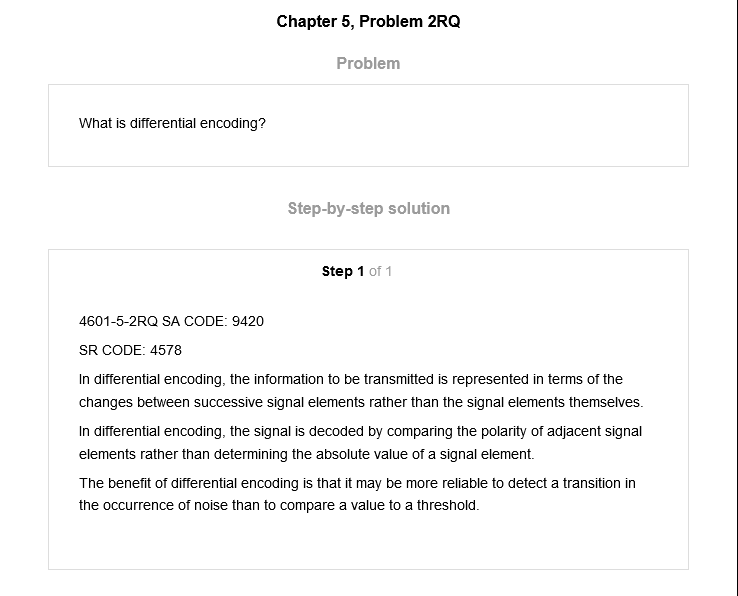 Chapter 5, Problem 2RQ
Problem
What is differential encoding?
Step-by-step solution
Step 1 of 1
4601-5-2RQ SA CODE: 9420
SR CODE: 4578
In differential encoding, the information to be transmitted is represented in terms of the
changes between successive signal elements rather than the signal elements themselves.
In differential encoding, the signal is decoded by comparing the polarity of adjacent signal
elements rather than determining the absolute value of a signal element.
The benefit of differential encoding is that it may be more reliable to detect a transition in
the occurrence of noise than to compare a value to a threshold.